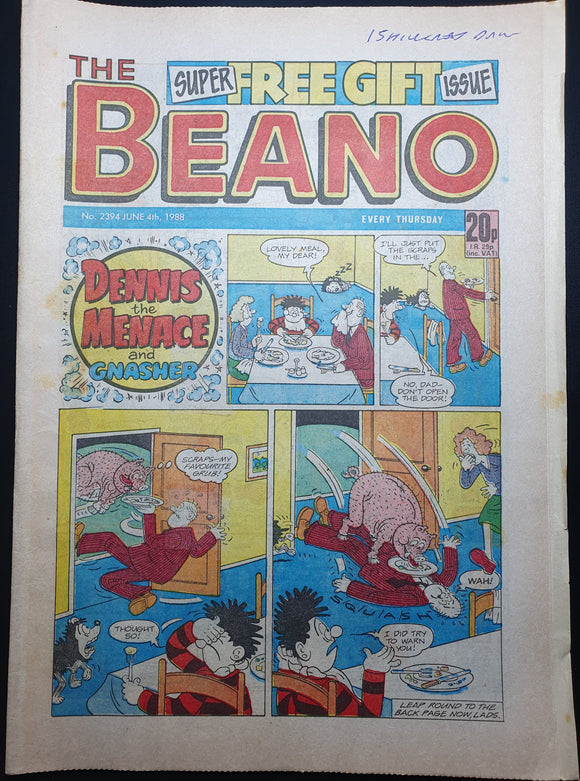 THE
SUPER FREE GIFT ISSUE
BEANO
No. 2394 JUNE 4th, 1988
EVERY THURSDAY
20p
I.R. 29p
(inc. VAT)
DENNIS
the
MENACE
and
GNASHER
LOVELY MEAL,
MY DEAR!
ZZZ
I'LL JUST PUT
THE SCRAPS
IN THE...
NO, DAD—
DON'T OPEN
THE DOOR!
SCRAPS—MY
FAVOURITE
GRUB!
THOUGHT
SO!
SQUASH
WAH!
I DID TRY
TO WARN
YOU!
LEAP ROUND TO THE
BACK PAGE NOW, LADS.